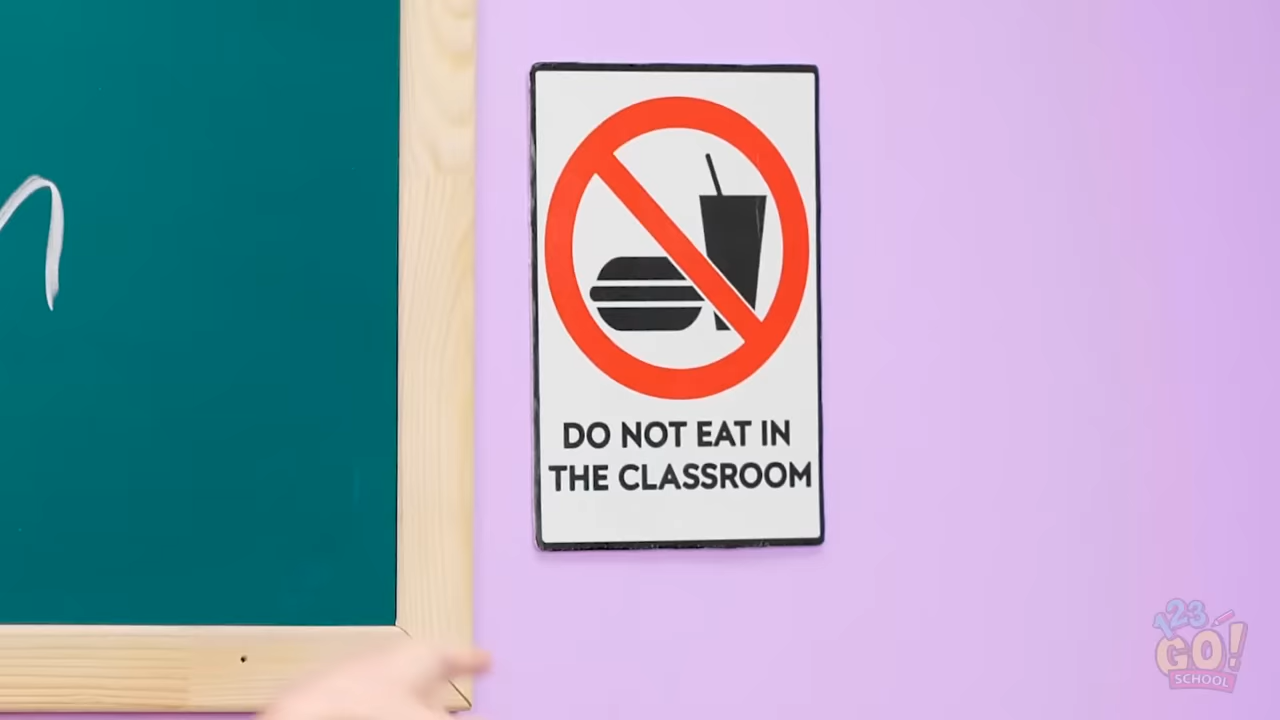 DO NOT EAT IN
THE CLASSROOM
123
GO!
SCHOOL